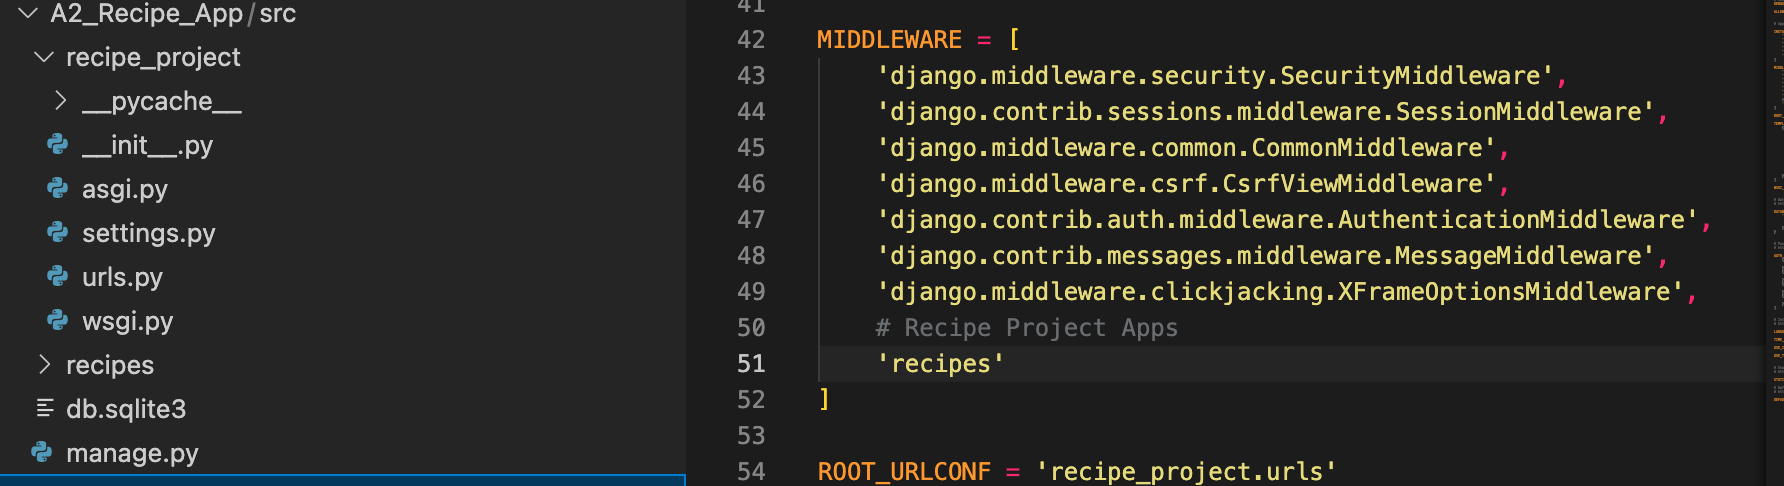 A2_Recipe_App/src
recipe_project
__pycache__
__init__.py
asgi.py
settings.py
urls.py
wsgi.py
recipes
db.sqlite3
manage.py
41
42 MIDDLEWARE = [
43 'django.middleware.security.SecurityMiddleware',
44 'django.contrib.sessions.middleware.SessionMiddleware',
45 'django.middleware.common.CommonMiddleware',
46 'django.middleware.csrf.CsrfViewMiddleware',
47 'django.contrib.auth.middleware.AuthenticationMiddleware',
48 'django.contrib.messages.middleware.MessageMiddleware',
49 'django.middleware.clickjacking.XFrameOptionsMiddleware',
50 # Recipe Project Apps
51 'recipes'
52 ]
53
54 ROOT_URLCONF = 'recipe_project.urls'